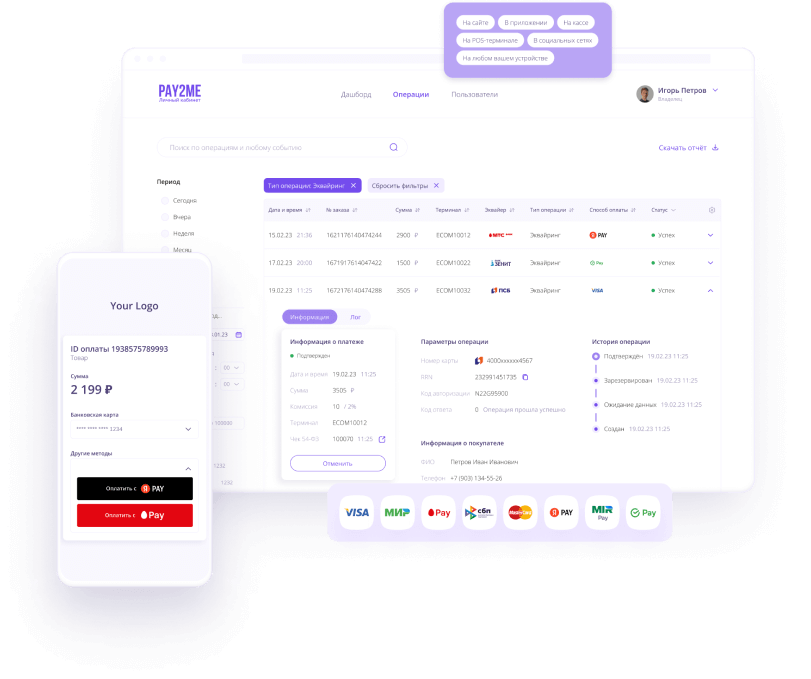 На сайте В приложении На кассе
На POS-терминале В социальных сетях
На любом вашем устройстве
PAY2ME
Личный кабинет
Дашборд Операции Пользователи
Игорь Петров
Владелец
Поиск по операциям и любому событию
Скачать отчёт
Период
Сегодня
Вчера
Неделя
Месяц
Тип операции: Эквайринг Сбросить фильтры
Дата и время № заказа Сумма Терминал Эквайер Тип операции Способ оплаты Статус
15.02.23 21:36 1621176140474244 2900 ₽ ECOM10012 МТС Эквайринг Я PAY Успех
17.02.23 20:00 1671917614047422 1500 ₽ ECOM10022 ЗЕНИТ Эквайринг Pay Успех
19.02.23 11:25 1672176140474288 3505 ₽ ECOM10032 ПСБ Эквайринг VISA Успех
Информация Лог
Информация о платеже
Подтвержден
Дата и время 19.02.23 11:25
Сумма 3505 ₽
Комиссия 10 / 2%
Терминал ECOM10012
Чек 54-ФЗ 100070 11:25
Отменить
Параметры операции
Номер карты 4000xxxxxx4567
RRN 232991451735
Код авторизации N22G95900
Код ответа 0 Операция прошла успешно
Информация о покупателе
ФИО Петров Иван Иванович
Телефон +7 (903) 134-55-26
История операции
Подтверждён 19.02.23 11:25
Зарезервирован 19.02.23 11:25
Ожидание данных 19.02.23 11:25
Создан 19.02.23 11:25
01.23
: 00
: 00
100000
1232
1232
Your Logo
ID оплаты 1938575789993
Товар
Сумма
2 199 ₽
Банковская карта
**** **** **** 1234
Другие методы
Оплатить с Я PAY
Оплатить с Pay
VISA МИР Pay сбп MasterCard Я PAY MIR Pay Pay